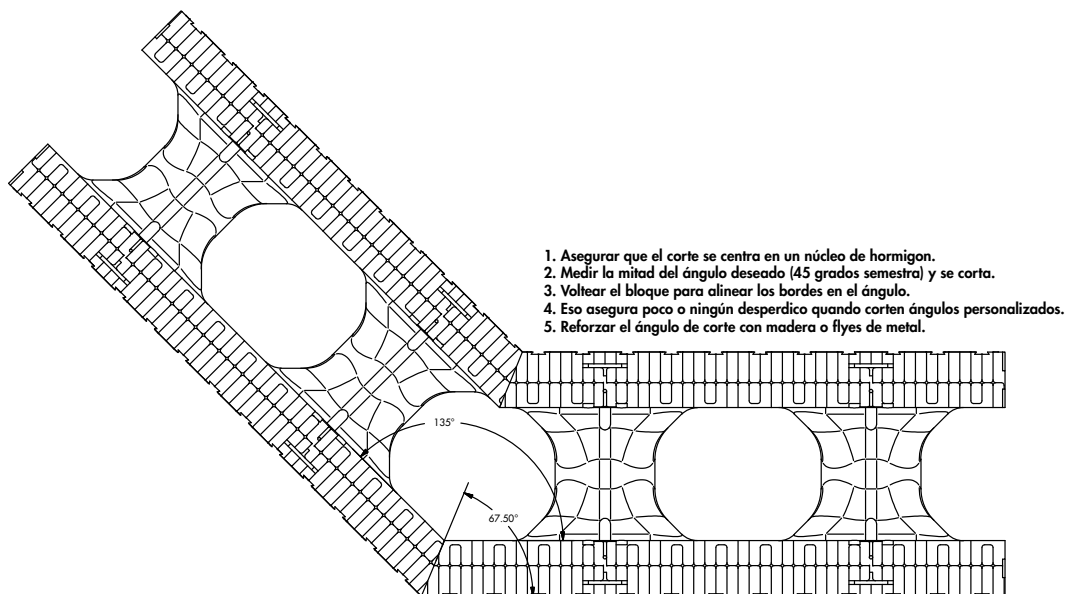 1. Asegurar que el corte se centra en un núcleo de hormigon.
2. Medir la mitad del ángulo deseado (45 grados semestra) y se corta.
3. Voltear el bloque para alinear los bordes en el ángulo.
4. Eso asegura poco o ningún desperdico quando corten ángulos personalizados.
5. Reforzar el ángulo de corte con madera o flyes de metal.
135°
67.50°